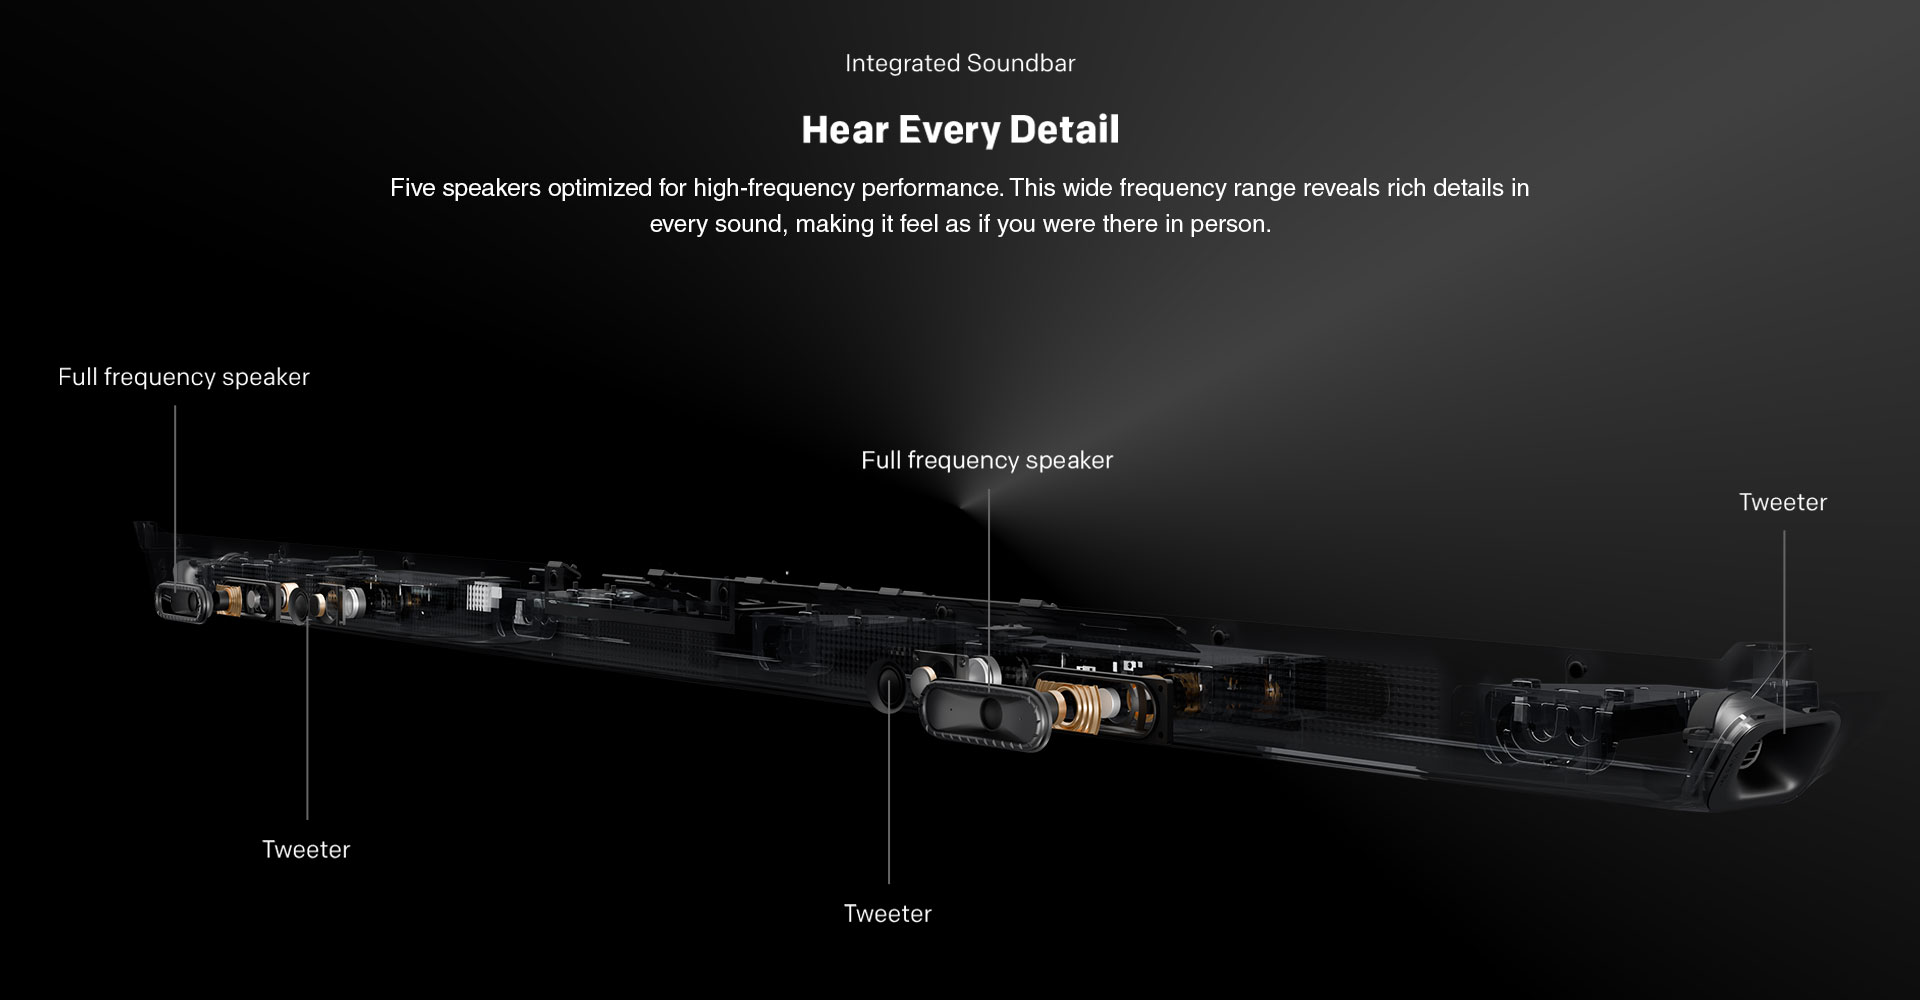 Integrated Soundbar
Hear Every Detail
Five speakers optimized for high-frequency performance. This wide frequency range reveals rich details in
every sound, making it feel as if you were there in person.
Full frequency speaker
Full frequency speaker
Tweeter
Tweeter
Tweeter